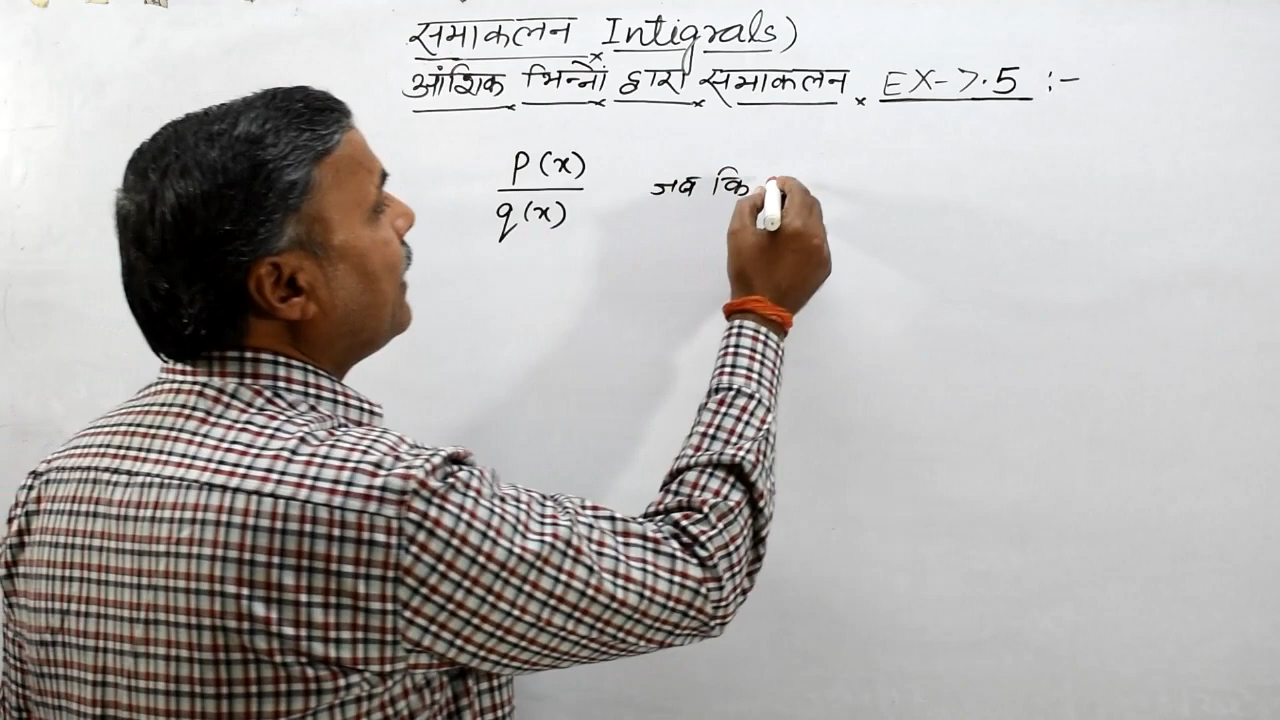 समाकलन Intigrals)
आंशिक भिन्नों द्वारा समाकलन EX-7.5 :-
P(x) जब कि
q(x)